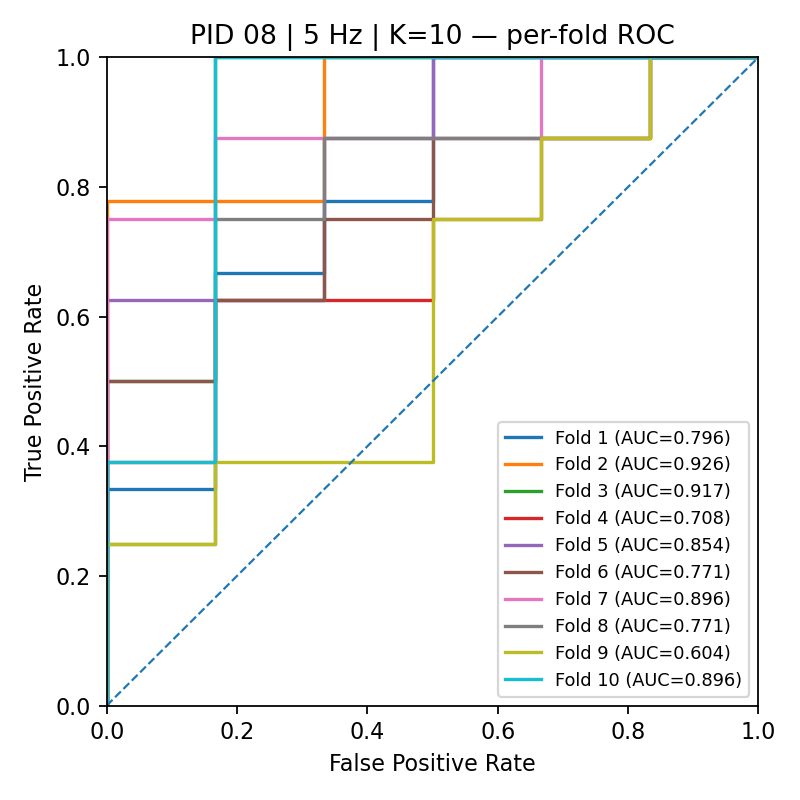 PID 08 | 5 Hz | K=10 — per-fold ROC
1.0
0.8
0.6
0.4
0.2
0.0
True Positive Rate
Fold 1 (AUC=0.796)
Fold 2 (AUC=0.926)
Fold 3 (AUC=0.917)
Fold 4 (AUC=0.708)
Fold 5 (AUC=0.854)
Fold 6 (AUC=0.771)
Fold 7 (AUC=0.896)
Fold 8 (AUC=0.771)
Fold 9 (AUC=0.604)
Fold 10 (AUC=0.896)
0.0 0.2 0.4 0.6 0.8 1.0
False Positive Rate